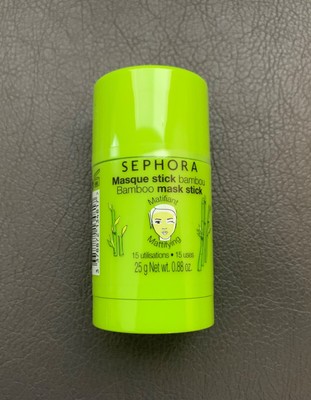 SEPHORA
Masque stick bambou
Bamboo mask stick
Matifiant
Mattifying
15 utilisations • 15 uses
25 g Net wt. 0.88 oz.